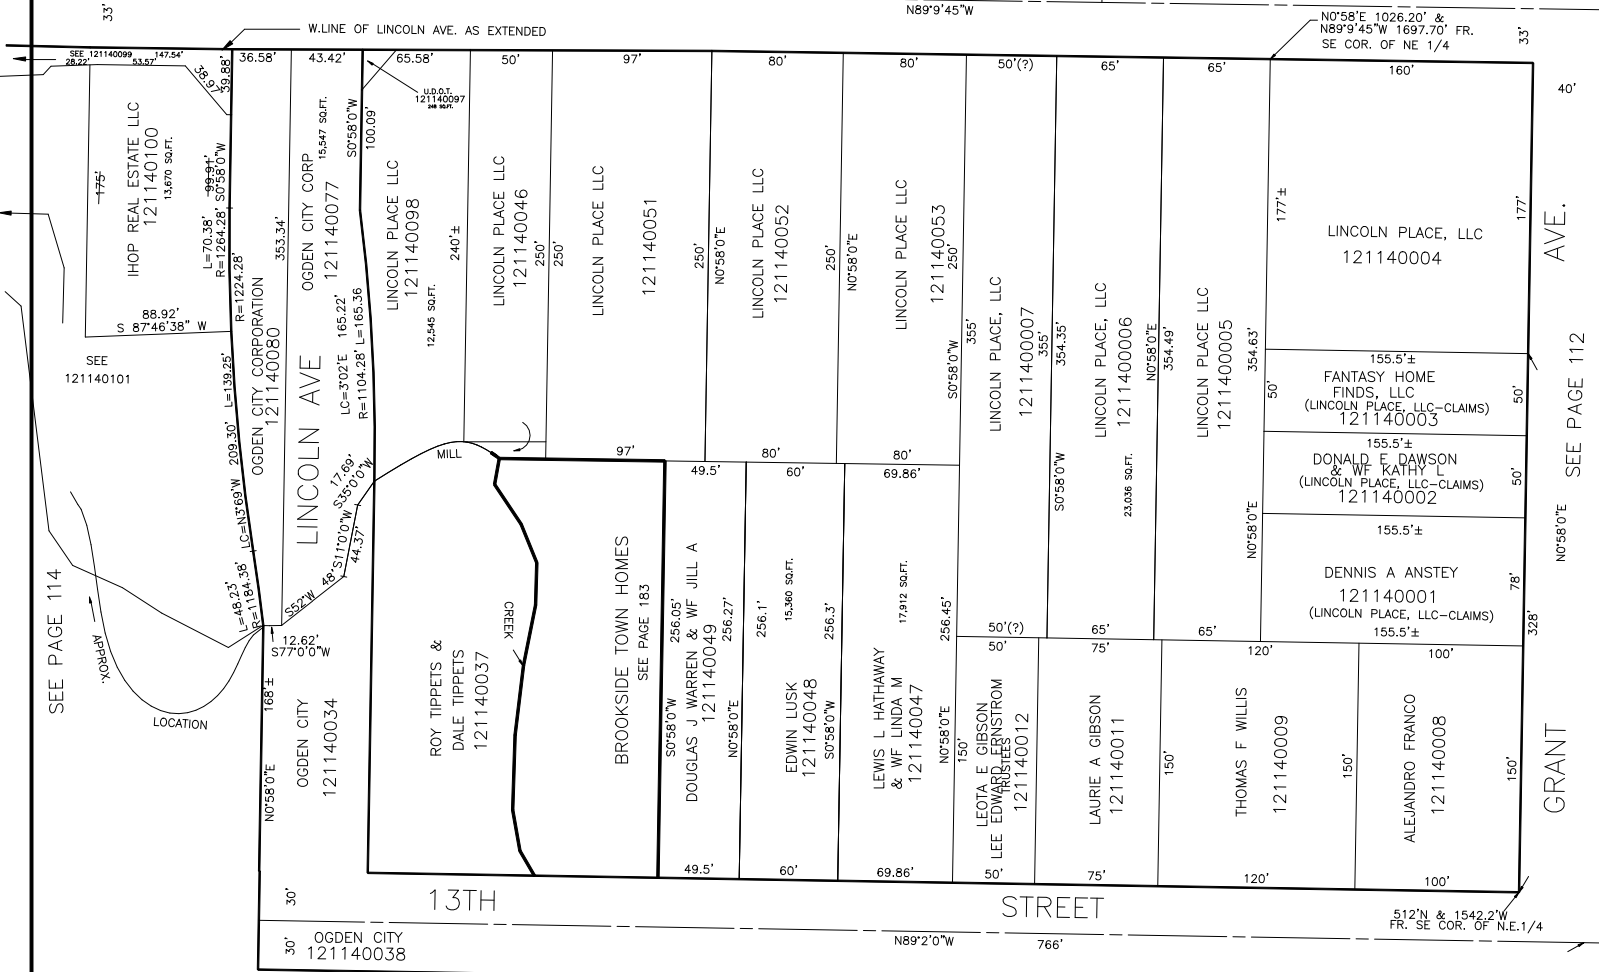 33'
N89°9'45"W
N0°58'E 1026.20' &
N89°9'45"W 1697.70' FR.
SE COR. OF NE 1/4
33'
W.LINE OF LINCOLN AVE. AS EXTENDED
SEE 121140099 147.54'
28.22' 53.57'
38.97'
39.88'
36.58'
43.42'
65.58'
50'
97'
80'
80'
50'(?)
65'
65'
160'
40'
U.D.O.T.
121140097
248 SQ.FT.
IHOP REAL ESTATE LLC
121140100
13,670 SQ.FT.
175'
99.91'
S0°58'0"W
L=70.38'
R=1264.28'
88.92'
S 87°46'38" W
SEE
121140101
R=1224.28'
353.34'
OGDEN CITY CORPORATION
121140080
L=139.25'
209.30'
LC=N3°69'W
L=48.23'
R=1184.38'
OGDEN CITY CORP
121140077
15,547 SQ.FT.
S0°58'0"W
100.09'
LC=3°02'E 165.22'
R=1104.28' L=165.36
LINCOLN AVE
17.69'
S35°0'0"W
S11°0'0"W
44.37'
48'
S52°W
12.62'
S77°0'0"W
LINCOLN PLACE LLC
121140098
12,545 SQ.FT.
240'±
LINCOLN PLACE LLC
121140046
250'
250'
LINCOLN PLACE LLC
121140051
250'
N0°58'0"E
97'
LINCOLN PLACE LLC
121140052
250'
N0°58'0"E
80'
LINCOLN PLACE LLC
121140053
250'
S0°58'0"W
80'
LINCOLN PLACE, LLC
121140007
355'
355'
S0°58'0"W
50'(?)
LINCOLN PLACE, LLC
121140006
354.35'
23,036 SQ.FT.
N0°58'0"E
354.49'
65'
LINCOLN PLACE LLC
121140005
354.63'
N0°58'0"E
65'
177'±
LINCOLN PLACE, LLC
121140004
177'
155.5'±
FANTASY HOME
FINDS, LLC
(LINCOLN PLACE, LLC-CLAIMS)
121140003
50'
50'
155.5'±
DONALD E DAWSON
& WF KATHY L
(LINCOLN PLACE, LLC-CLAIMS)
121140002
50'
155.5'±
DENNIS A ANSTEY
121140001
(LINCOLN PLACE, LLC-CLAIMS)
155.5'±
78'
328'
N0°58'0"E
GRANT AVE.
SEE PAGE 112
SEE PAGE 114
APPROX.
LOCATION
MILL
CREEK
168'±
N0°58'0"E
OGDEN CITY
121140034
ROY TIPPETS &
DALE TIPPETS
121140037
BROOKSIDE TOWN HOMES
SEE PAGE 183
49.5'
256.05'
S0°58'0"W
DOUGLAS J WARREN & WF JILL A
121140049
256.27'
N0°58'0"E
49.5'
60'
256.1'
15,360 SQ.FT.
EDWIN LUSK
121140048
256.3'
S0°58'0"W
60'
69.86'
17,912 SQ.FT.
LEWIS L HATHAWAY
& WF LINDA M
121140047
256.45'
N0°58'0"E
69.86'
50'
150'
LEOTA E GIBSON
LEE EDWARD ERNSTROM
TRUSTEES
121140012
50'
75'
LAURIE A GIBSON
121140011
150'
75'
120'
THOMAS F WILLIS
121140009
150'
120'
100'
ALEJANDRO FRANCO
121140008
150'
100'
30'
13TH STREET
512'N & 1542.2'W
FR. SE COR. OF N.E.1/4
30'
OGDEN CITY
121140038
N89°2'0"W
766'